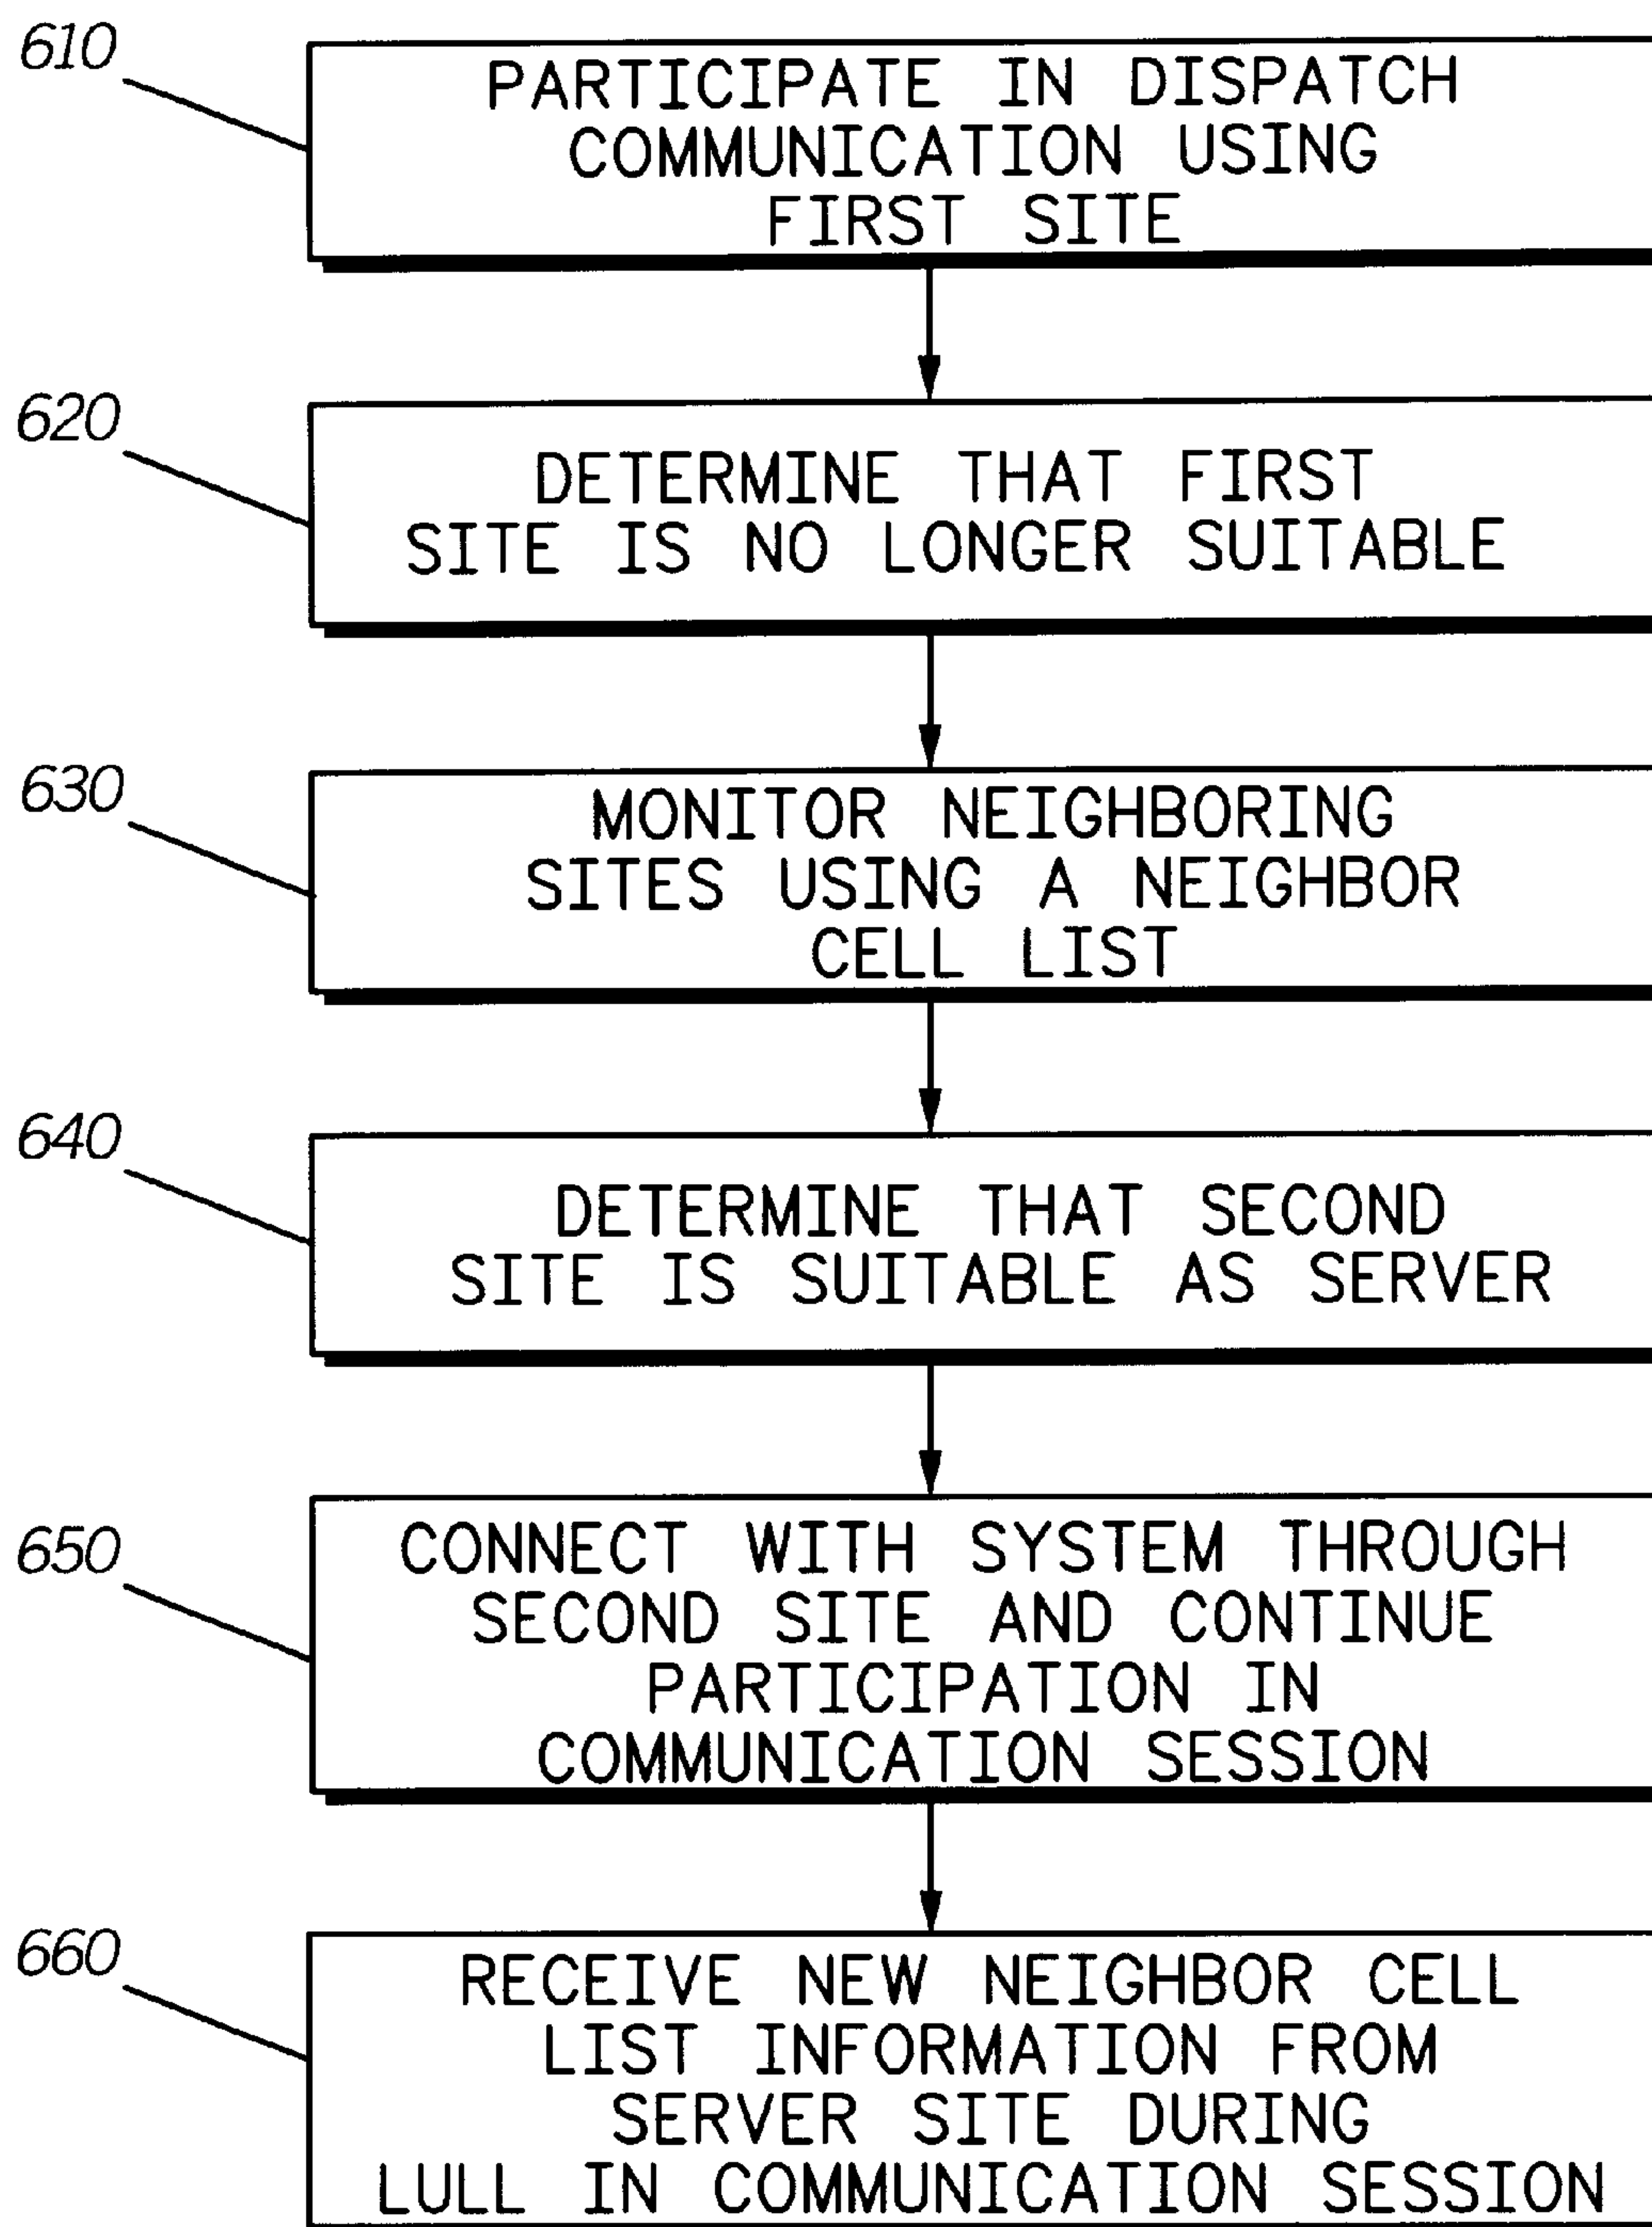 610
PARTICIPATE IN DISPATCH
COMMUNICATION USING
FIRST SITE
620
DETERMINE THAT FIRST
SITE IS NO LONGER SUITABLE
630
MONITOR NEIGHBORING
SITES USING A NEIGHBOR
CELL LIST
640
DETERMINE THAT SECOND
SITE IS SUITABLE AS SERVER
650
CONNECT WITH SYSTEM THROUGH
SECOND SITE AND CONTINUE
PARTICIPATION IN
COMMUNICATION SESSION
660
RECEIVE NEW NEIGHBOR CELL
LIST INFORMATION FROM
SERVER SITE DURING
LULL IN COMMUNICATION SESSION